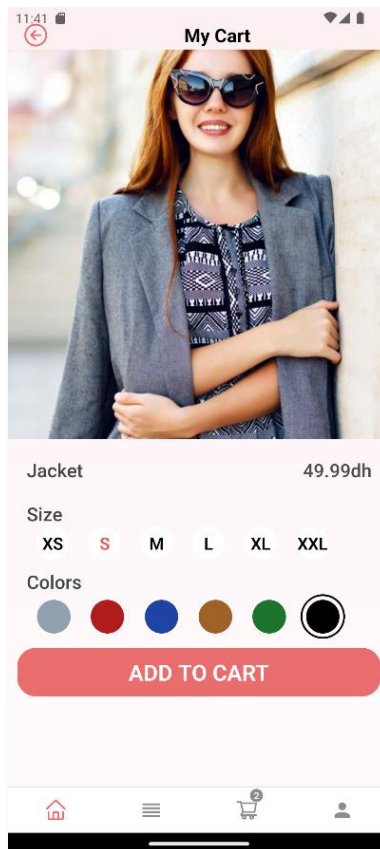 11:41
My Cart
Jacket 49.99dh
Size
XS S M L XL XXL
Colors
ADD TO CART
2